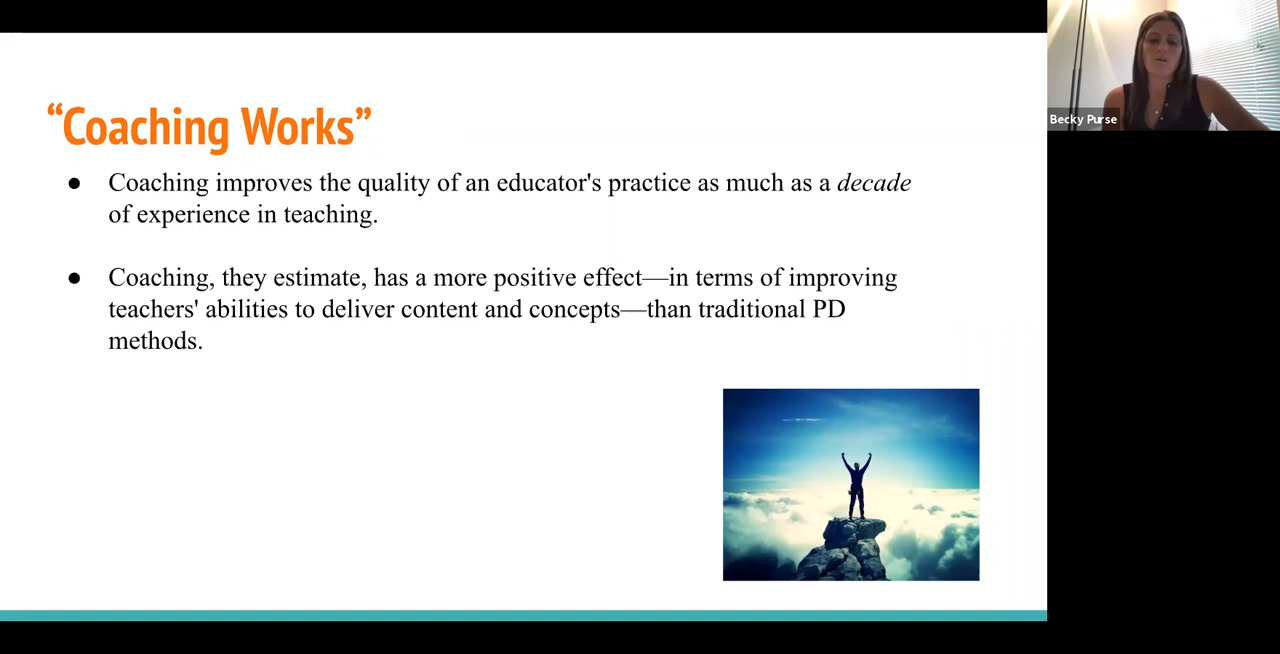 “Coaching Works”
● Coaching improves the quality of an educator's practice as much as a decade
of experience in teaching.
● Coaching, they estimate, has a more positive effect—in terms of improving
teachers' abilities to deliver content and concepts—than traditional PD
methods.
Becky Purse